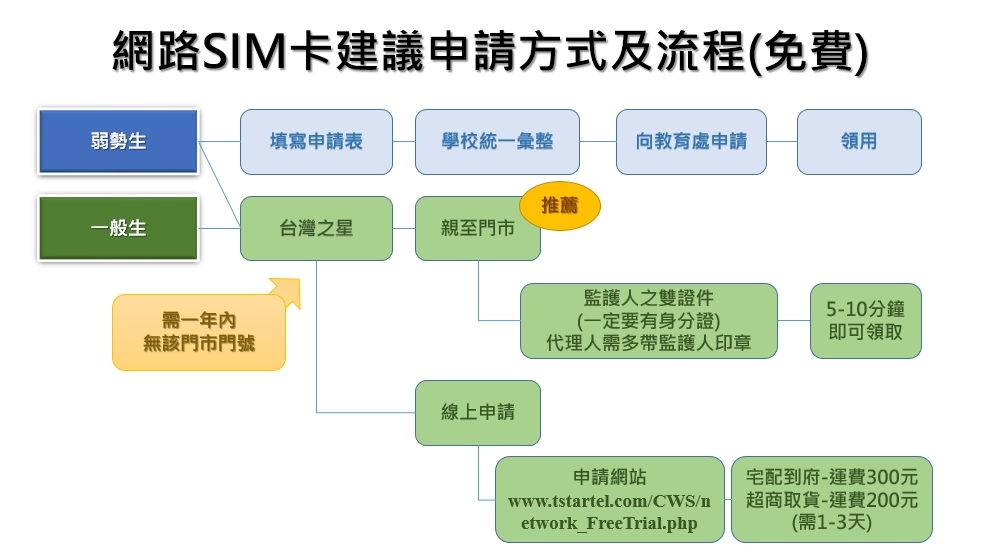 網路SIM卡建議申請方式及流程(免費)
弱勢生
填寫申請表
學校統一彙整
向教育處申請
領用
一般生
台灣之星
親至門市
推薦
需一年內
無該門市門號
監護人之雙證件
(一定要有身分證)
代理人需多帶監護人印章
5-10分鐘
即可領取
線上申請
申請網站
www.tstartel.com/CWS/n
etwork_FreeTrial.php
宅配到府-運費300元
超商取貨-運費200元
(需1-3天)